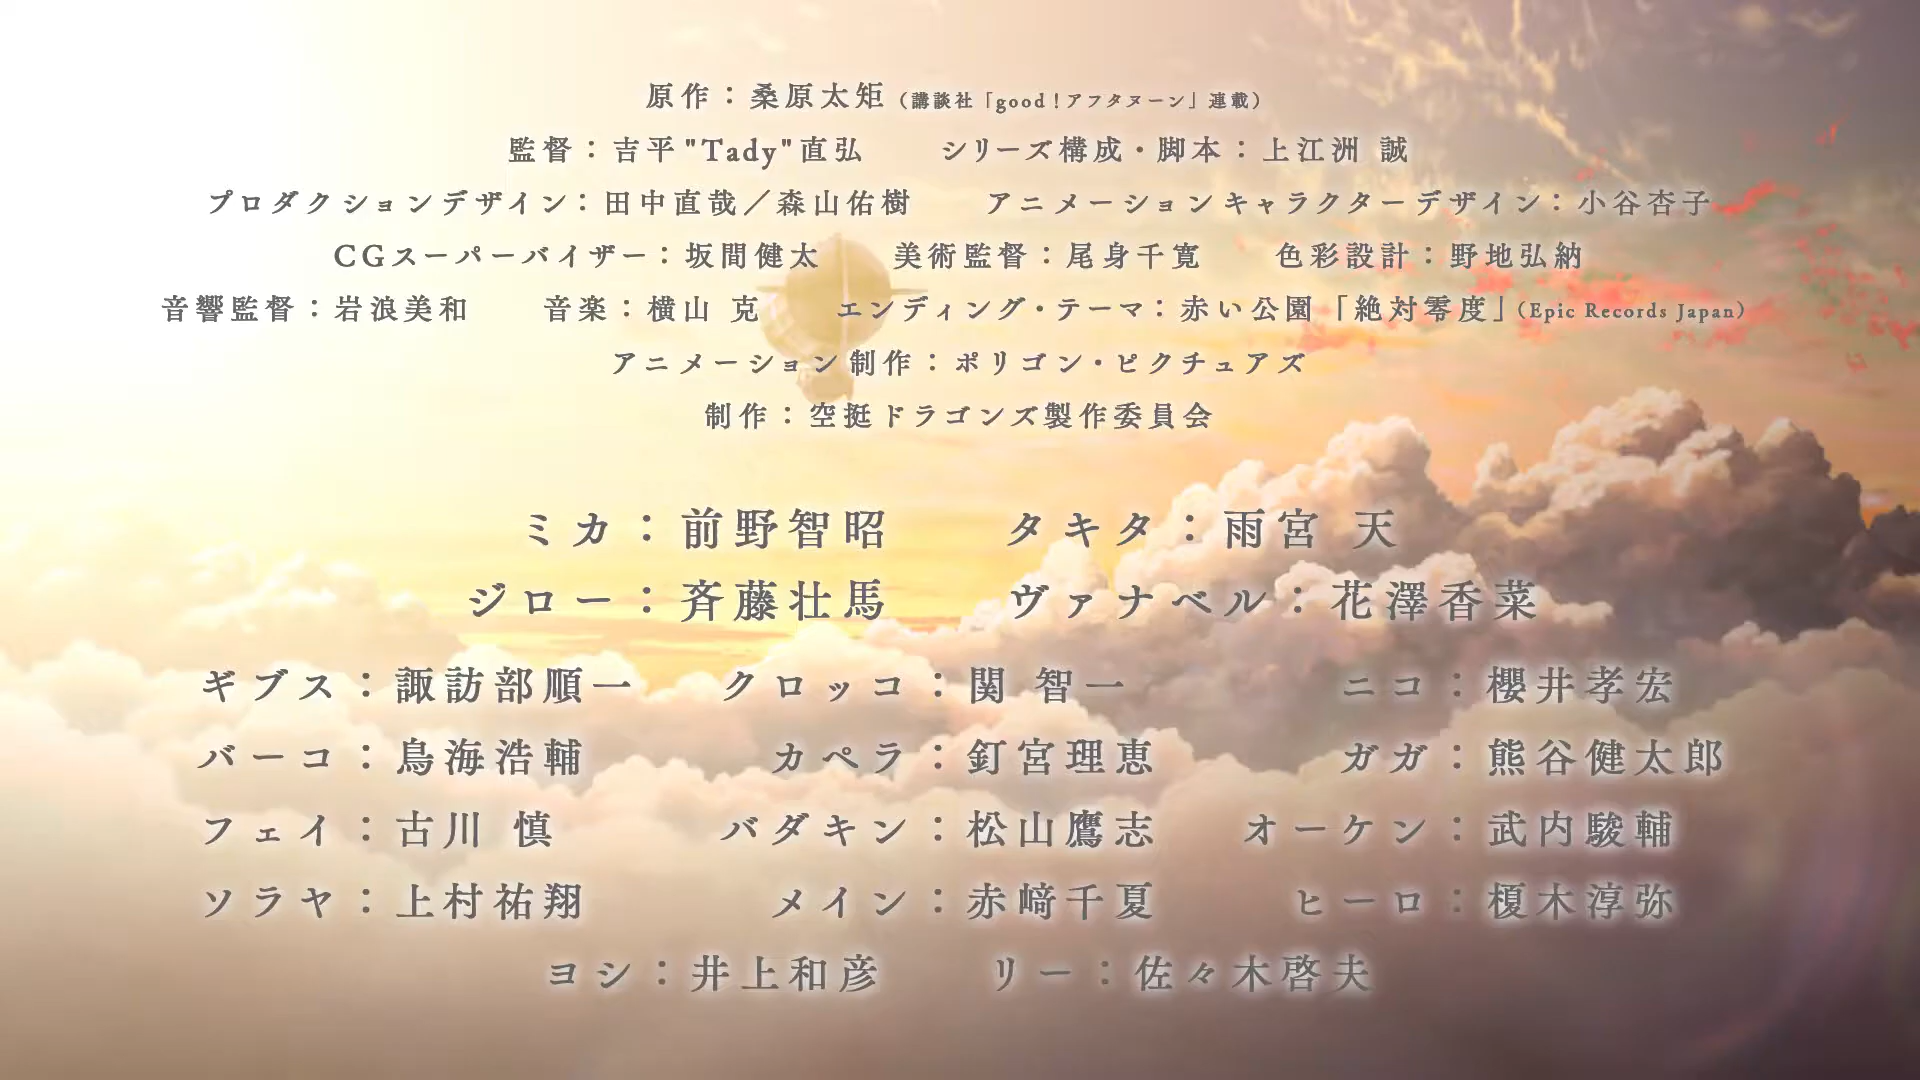 原作：桑原太矩（講談社「good！アフタヌーン」連載）
監督：吉平"Tady"直弘　シリーズ構成・脚本：上江洲 誠
プロダクションデザイン：田中直哉／森山佑樹　アニメーションキャラクターデザイン：小谷杏子
CGスーパーバイザー：坂間健太　美術監督：尾身千寛　色彩設計：野地弘納
音響監督：岩浪美和　音楽：横山 克　エンディング・テーマ：赤い公園「絶対零度」（Epic Records Japan）
アニメーション制作：ポリゴン・ピクチュアズ
制作：空挺ドラゴンズ製作委員会
ミカ：前野智昭　タキタ：雨宮 天
ジロー：斉藤壮馬　ヴァナベル：花澤香菜
ギブス：諏訪部順一　クロッコ：関 智一　ニコ：櫻井孝宏
バーコ：鳥海浩輔　カペラ：釘宮理恵　ガガ：熊谷健太郎
フェイ：古川 慎　バダキン：松山鷹志　オーケン：武内駿輔
ソラヤ：上村祐翔　メイン：赤﨑千夏　ヒーロ：榎木淳弥
ヨシ：井上和彦　リー：佐々木啓夫